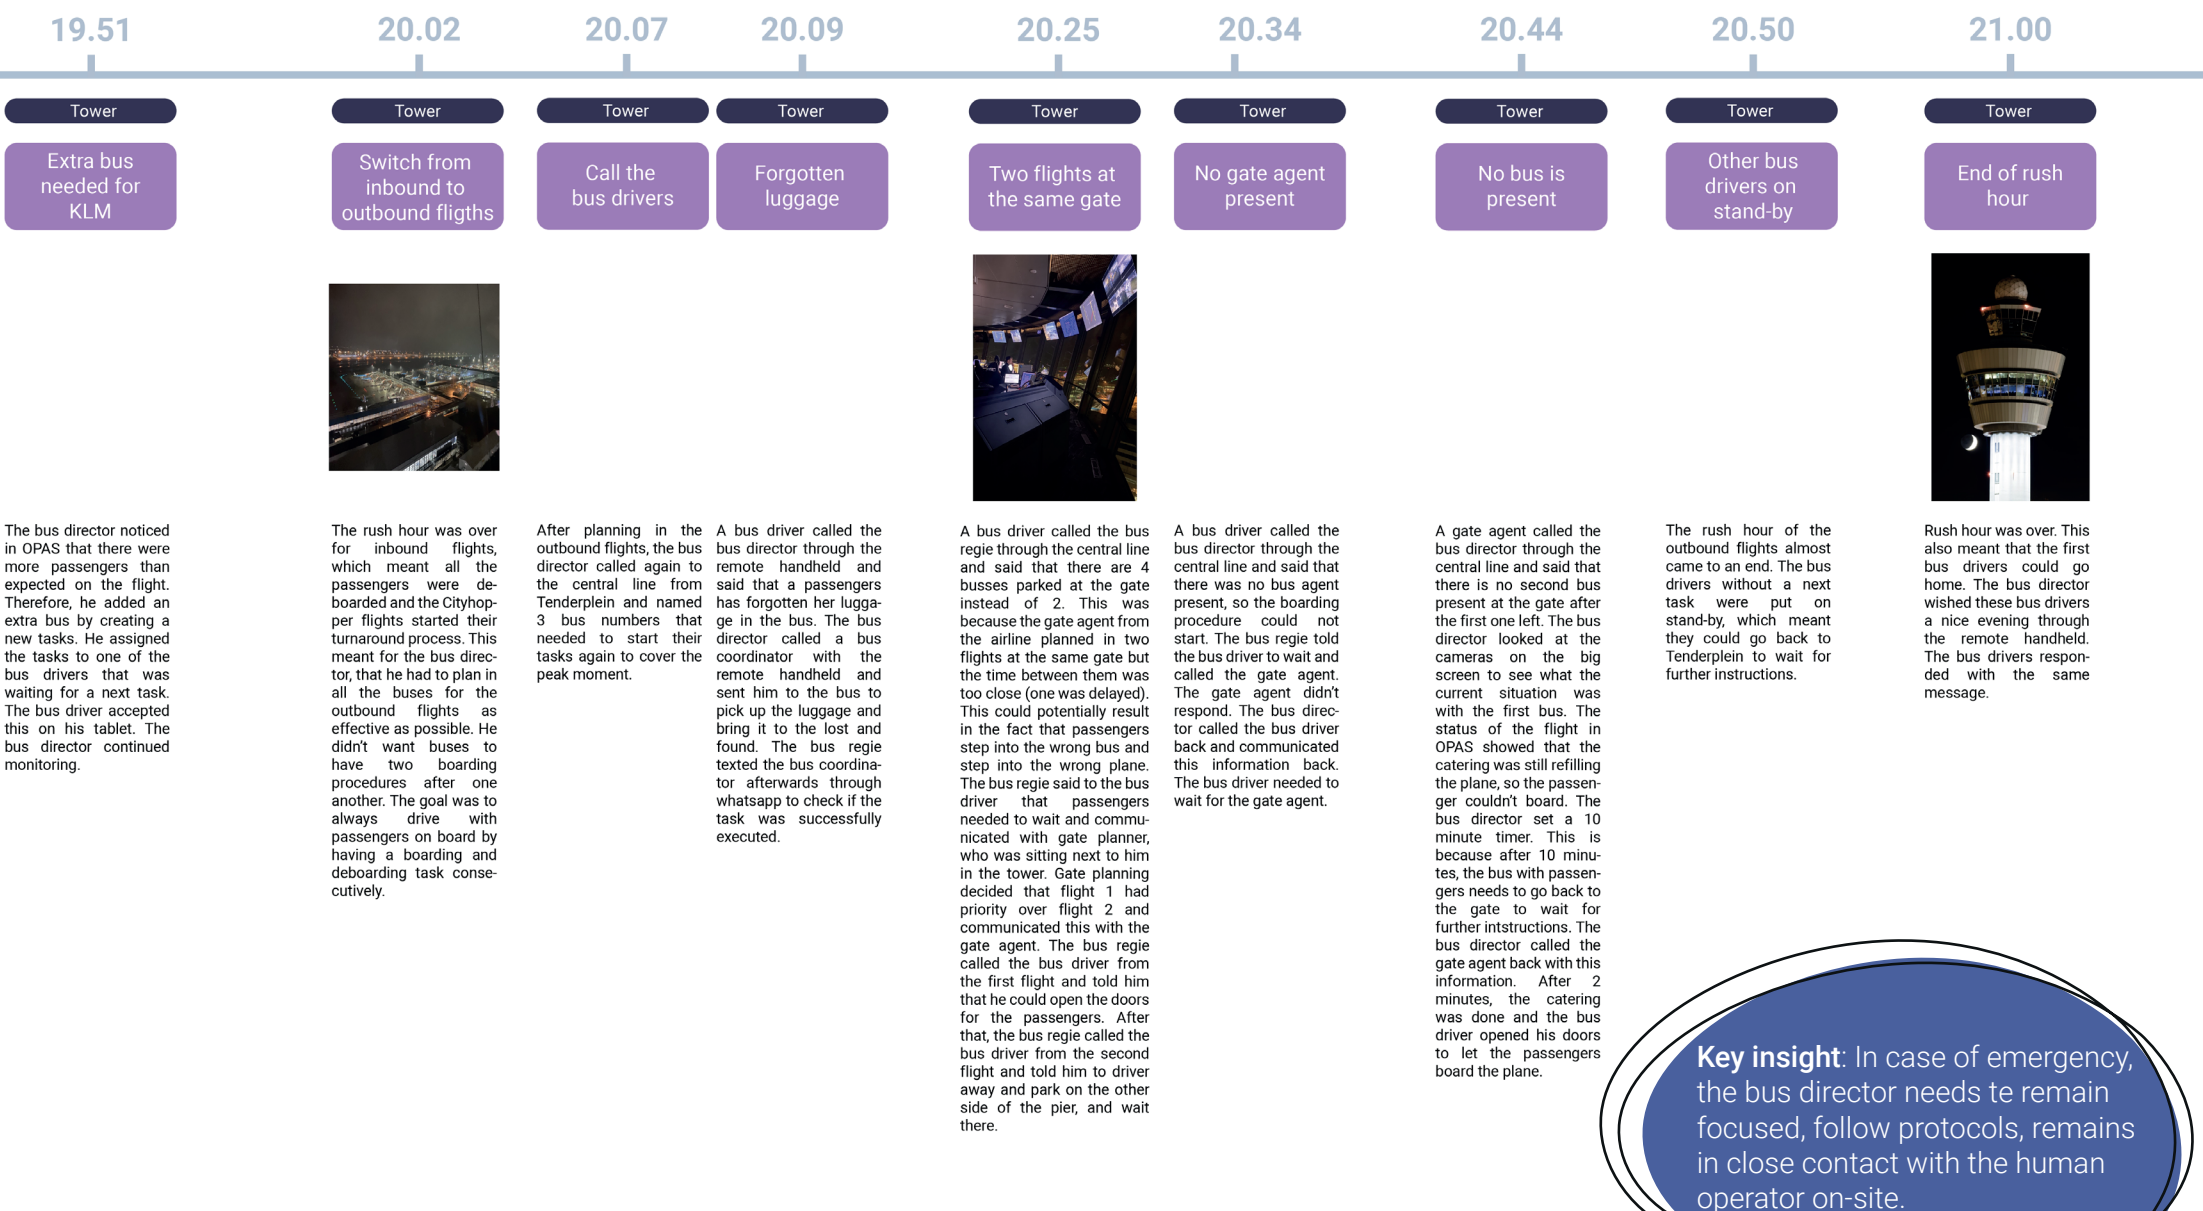 19.51
20.02
20.07
20.09
20.25
20.34
20.44
20.50
21.00
Tower
Tower
Tower
Tower
Tower
Tower
Tower
Tower
Tower
Extra bus
needed for
KLM
Switch from
inbound to
outbound fligths
Call the
bus drivers
Forgotten
luggage
Two flights at
the same gate
No gate agent
present
No bus is
present
Other bus
drivers on
stand-by
End of rush
hour
The bus director noticed
in OPAS that there were
more passengers than
expected on the flight.
Therefore, he added an
extra bus by creating a
new tasks. He assigned
the tasks to one of the
bus drivers that was
waiting for a next task.
The bus driver accepted
this on his tablet. The
bus director continued
monitoring.
The rush hour was over
for inbound flights,
which meant all the
passengers were de-
boarded and the Cityhop-
per flights started their
turnaround process. This
meant for the bus direc-
tor, that he had to plan in
all the buses for the
outbound flights as
effective as possible. He
didn't want buses to
have two boarding
procedures after one
another. The goal was to
always drive with
passengers on board by
having a boarding and
deboarding task conse-
cutively.
After planning in the
outbound flights, the bus
director called again to
the central line from
Tenderplein and named
3 bus numbers that
needed to start their
tasks again to cover the
peak moment.
A bus driver called the
bus director through the
remote handheld and
said that a passengers
has forgotten her lugga-
ge in the bus. The bus
director called a bus
coordinator with the
remote handheld and
sent him to the bus to
pick up the luggage and
bring it to the lost and
found. The bus regie
texted the bus coordina-
tor afterwards through
whatsapp to check if the
task was successfully
executed.
A bus driver called the bus
regie through the central line
and said that there are 4
busses parked at the gate
instead of 2. This was
because the gate agent from
the airline planned in two
flights at the same gate but
the time between them was
too close (one was delayed).
This could potentially result
in the fact that passengers
step into the wrong bus and
step into the wrong plane.
The bus regie said to the bus
driver that passengers
needed to wait and commu-
nicated with gate planner,
who was sitting next to him
in the tower. Gate planning
decided that flight 1 had
priority over flight 2 and
communicated this with the
gate agent. The bus regie
called the bus driver from
the first flight and told him
that he could open the doors
for the passengers. After
that, the bus regie called the
bus driver from the second
flight and told him to driver
away and park on the other
side of the pier, and wait
there.
A bus driver called the
bus director through the
central line and said that
there was no bus agent
present, so the boarding
procedure could not
start. The bus regie told
the bus driver to wait and
called the gate agent.
The gate agent didn't
respond. The bus direc-
tor called the bus driver
back and communicated
this information back.
The bus driver needed to
wait for the gate agent.
A gate agent called the
bus director through the
central line and said that
there is no second bus
present at the gate after
the first one left. The bus
director looked at the
cameras on the big
screen to see what the
current situation was
with the first bus. The
status of the flight in
OPAS showed that the
catering was still refilling
the plane, so the passen-
ger couldn't board. The
bus director set a 10
minute timer. This is
because after 10 minu-
tes, the bus with passen-
gers needs to go back to
the gate to wait for
further intstructions. The
bus director called the
gate agent back with this
information. After 2
minutes, the catering
was done and the bus
driver opened his doors
to let the passengers
board the plane.
The rush hour of the
outbound flights almost
came to an end. The bus
drivers without a next
task were put on
stand-by, which meant
they could go back to
Tenderplein to wait for
further instructions.
Rush hour was over. This
also meant that the first
bus drivers could go
home. The bus director
wished these bus drivers
a nice evening through
the remote handheld.
The bus drivers respon-
ded with the same
message.
Key insight: In case of emergency,
the bus director needs te remain
focused, follow protocols, remains
in close contact with the human
operator on-site.